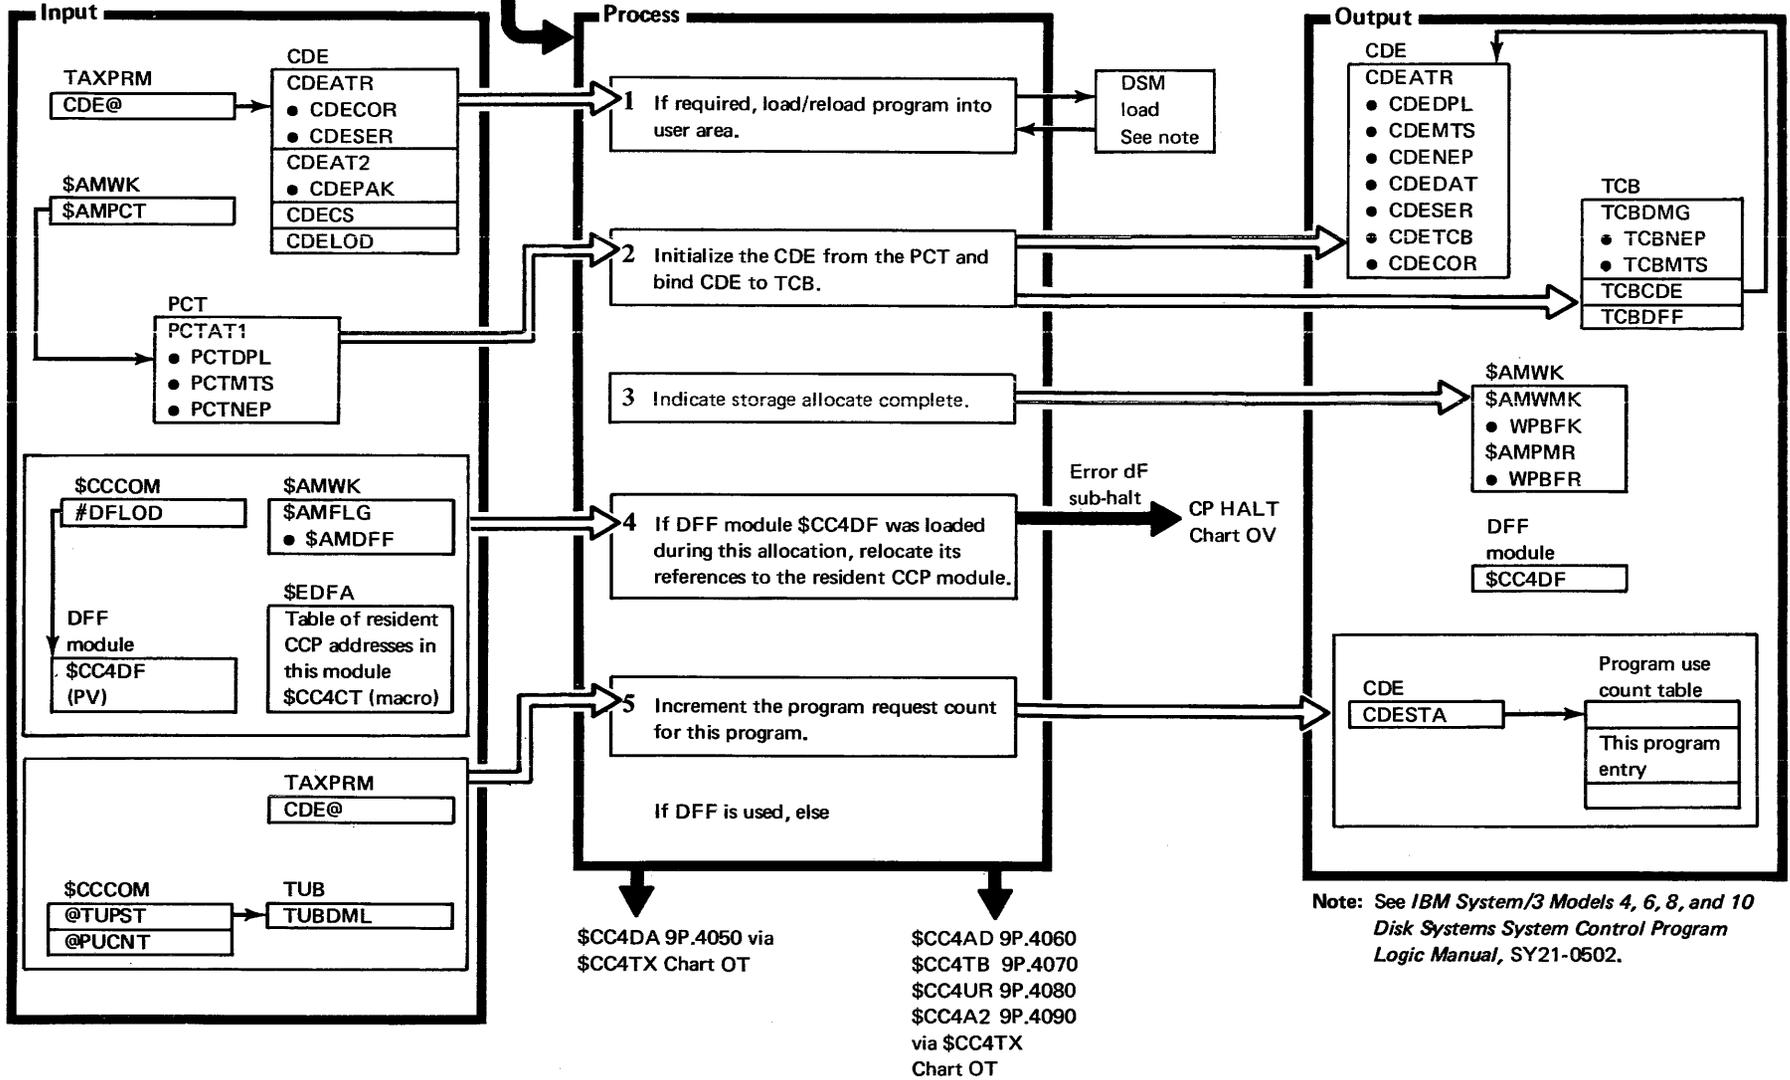 Input
TAXPRM
CDE@
CDE
CDEATR
• CDECOR
• CDESER
CDEAT2
• CDEPAK
CDECS
CDELOD
$AMWK
$AMPCT
PCT
PCTAT1
• PCTDPL
• PCTMTS
• PCTNEP
$CCCOM
#DFLOD
$AMWK
$AMFLG
• $AMDFF
DFF
module
$CC4DF
(PV)
$EDFA
Table of resident
CCP addresses in
this module
$CC4CT (macro)
TAXPRM
CDE@
$CCCOM
@TUPST
@PUCNT
TUB
TUBDML
Process
1 If required, load/reload program into
user area.
DSM
load
See note
2 Initialize the CDE from the PCT and
bind CDE to TCB.
3 Indicate storage allocate complete.
4 If DFF module $CC4DF was loaded
during this allocation, relocate its
references to the resident CCP module.
Error dF
sub-halt
CP HALT
Chart OV
5 Increment the program request count
for this program.
If DFF is used, else
$CC4DA 9P.4050 via
$CC4TX Chart OT
$CC4AD 9P.4060
$CC4TB 9P.4070
$CC4UR 9P.4080
$CC4A2 9P.4090
via $CC4TX
Chart OT
Output
CDE
CDEATR
• CDEDPL
• CDEMTS
• CDENEP
• CDEDAT
• CDESER
• CDETCB
• CDECOR
TCB
TCBDMG
• TCBNEP
• TCBMTS
TCBCDE
TCBDFF
$AMWK
$AMWMK
• WPBFK
$AMPMR
• WPBFR
DFF
module
$CC4DF
CDE
CDESTA
Program use
count table
This program
entry
Note: See IBM System/3 Models 4, 6, 8, and 10
Disk Systems System Control Program
Logic Manual, SY21-0502.